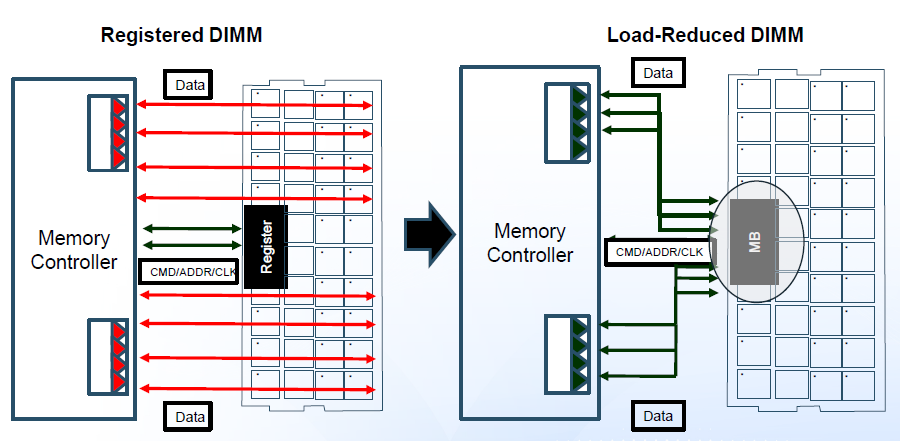 Registered DIMM
Load-Reduced DIMM
Data
Memory
Controller
Register
CMD/ADDR/CLK
Data
Data
Memory
Controller
CMD/ADDR/CLK
MB
Data